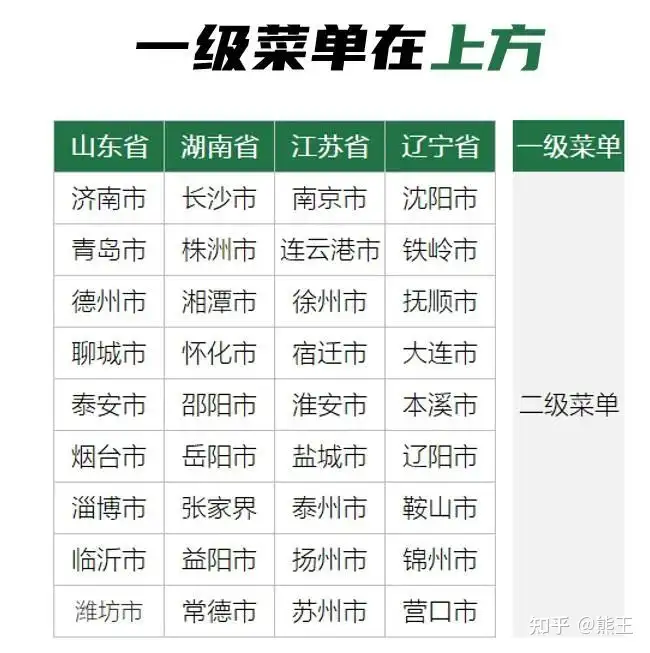 一级菜单在上方
山东省 湖南省 江苏省 辽宁省 一级菜单
济南市 长沙市 南京市 沈阳市
青岛市 株洲市 连云港市 铁岭市
德州市 湘潭市 徐州市 抚顺市
聊城市 怀化市 宿迁市 大连市
泰安市 邵阳市 淮安市 本溪市 二级菜单
烟台市 岳阳市 盐城市 辽阳市
淄博市 张家界 泰州市 鞍山市
临沂市 益阳市 扬州市 锦州市
潍坊市 常德市 苏州市 营口市
知乎 @熊王